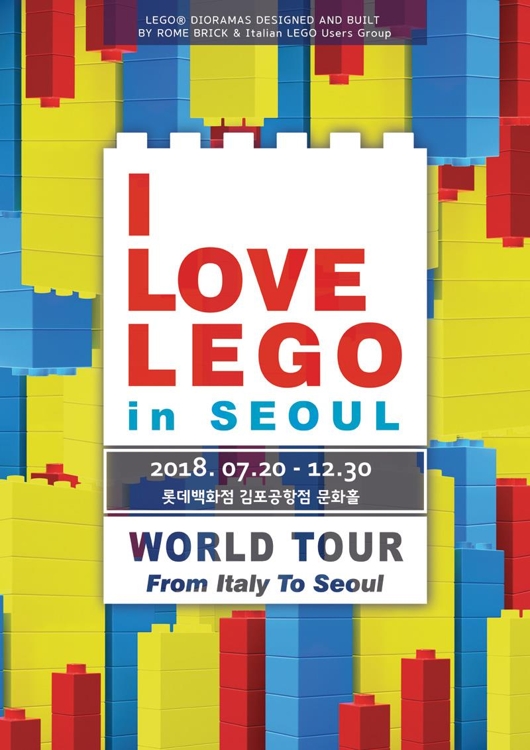 LEGO® DIORAMAS DESIGNED AND BUILT
BY ROME BRICK & Italian LEGO Users Group
I
LOVE
LEGO
in SEOUL
2018. 07.20 - 12.30
롯데백화점 김포공항점 문화홀
WORLD TOUR
From Italy To Seoul